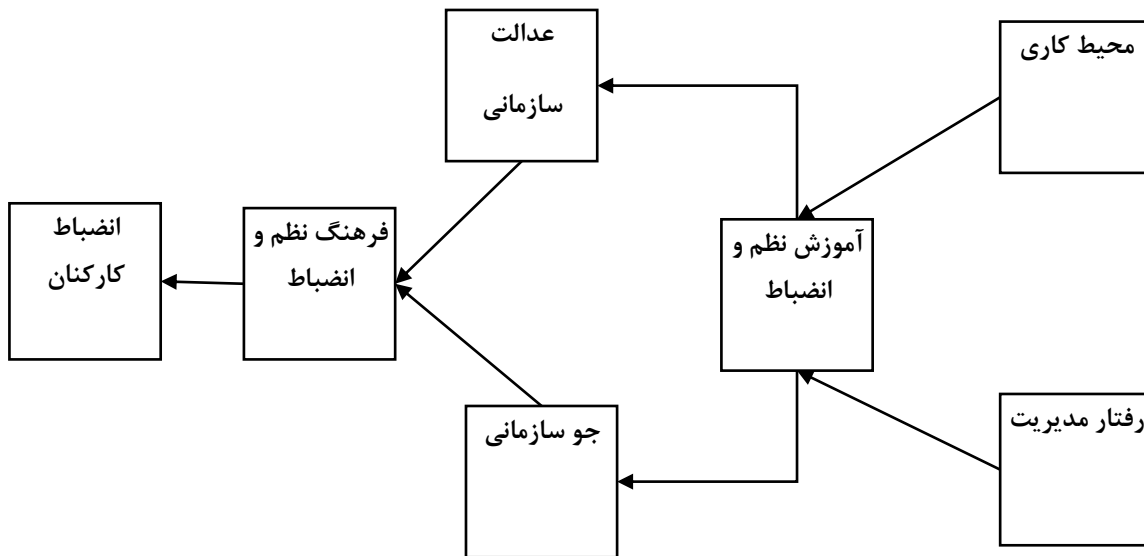 محیط کاری
عدالت
سازمانی
آموزش نظم و
انضباط
فرهنگ نظم و
انضباط
انضباط
کارکنان
رفتار مدیریت
جو سازمانی